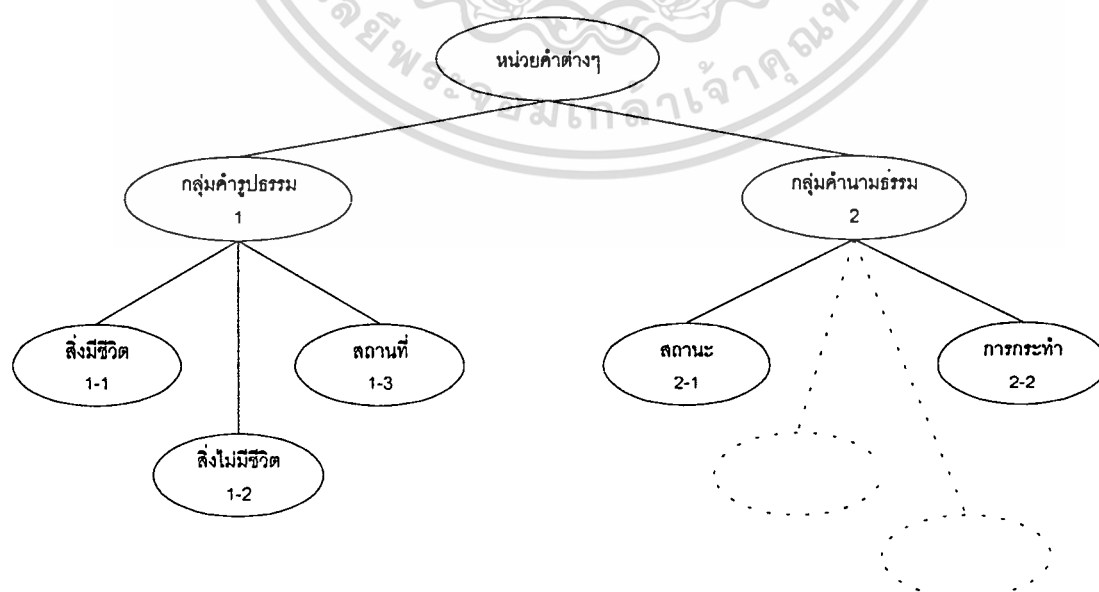 หน่วยคำต่างๆ
กลุ่มคำรูปธรรม
1
กลุ่มคำนามธรรม
2
สิ่งมีชีวิต
1-1
สถานที่
1-3
สถานะ
2-1
การกระทำ
2-2
สิ่งไม่มีชีวิต
1-2